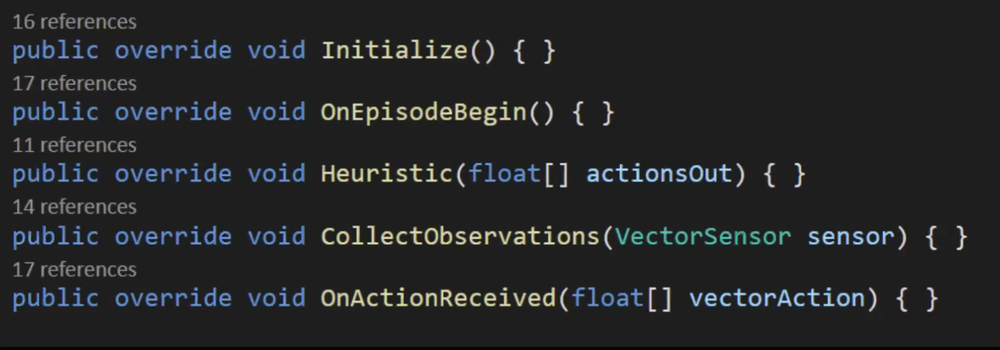 16 references
public override void Initialize() { }
17 references
public override void OnEpisodeBegin() { }
11 references
public override void Heuristic(float[] actionsOut) { }
14 references
public override void CollectObservations(VectorSensor sensor) { }
17 references
public override void OnActionReceived(float[] vectorAction) { }